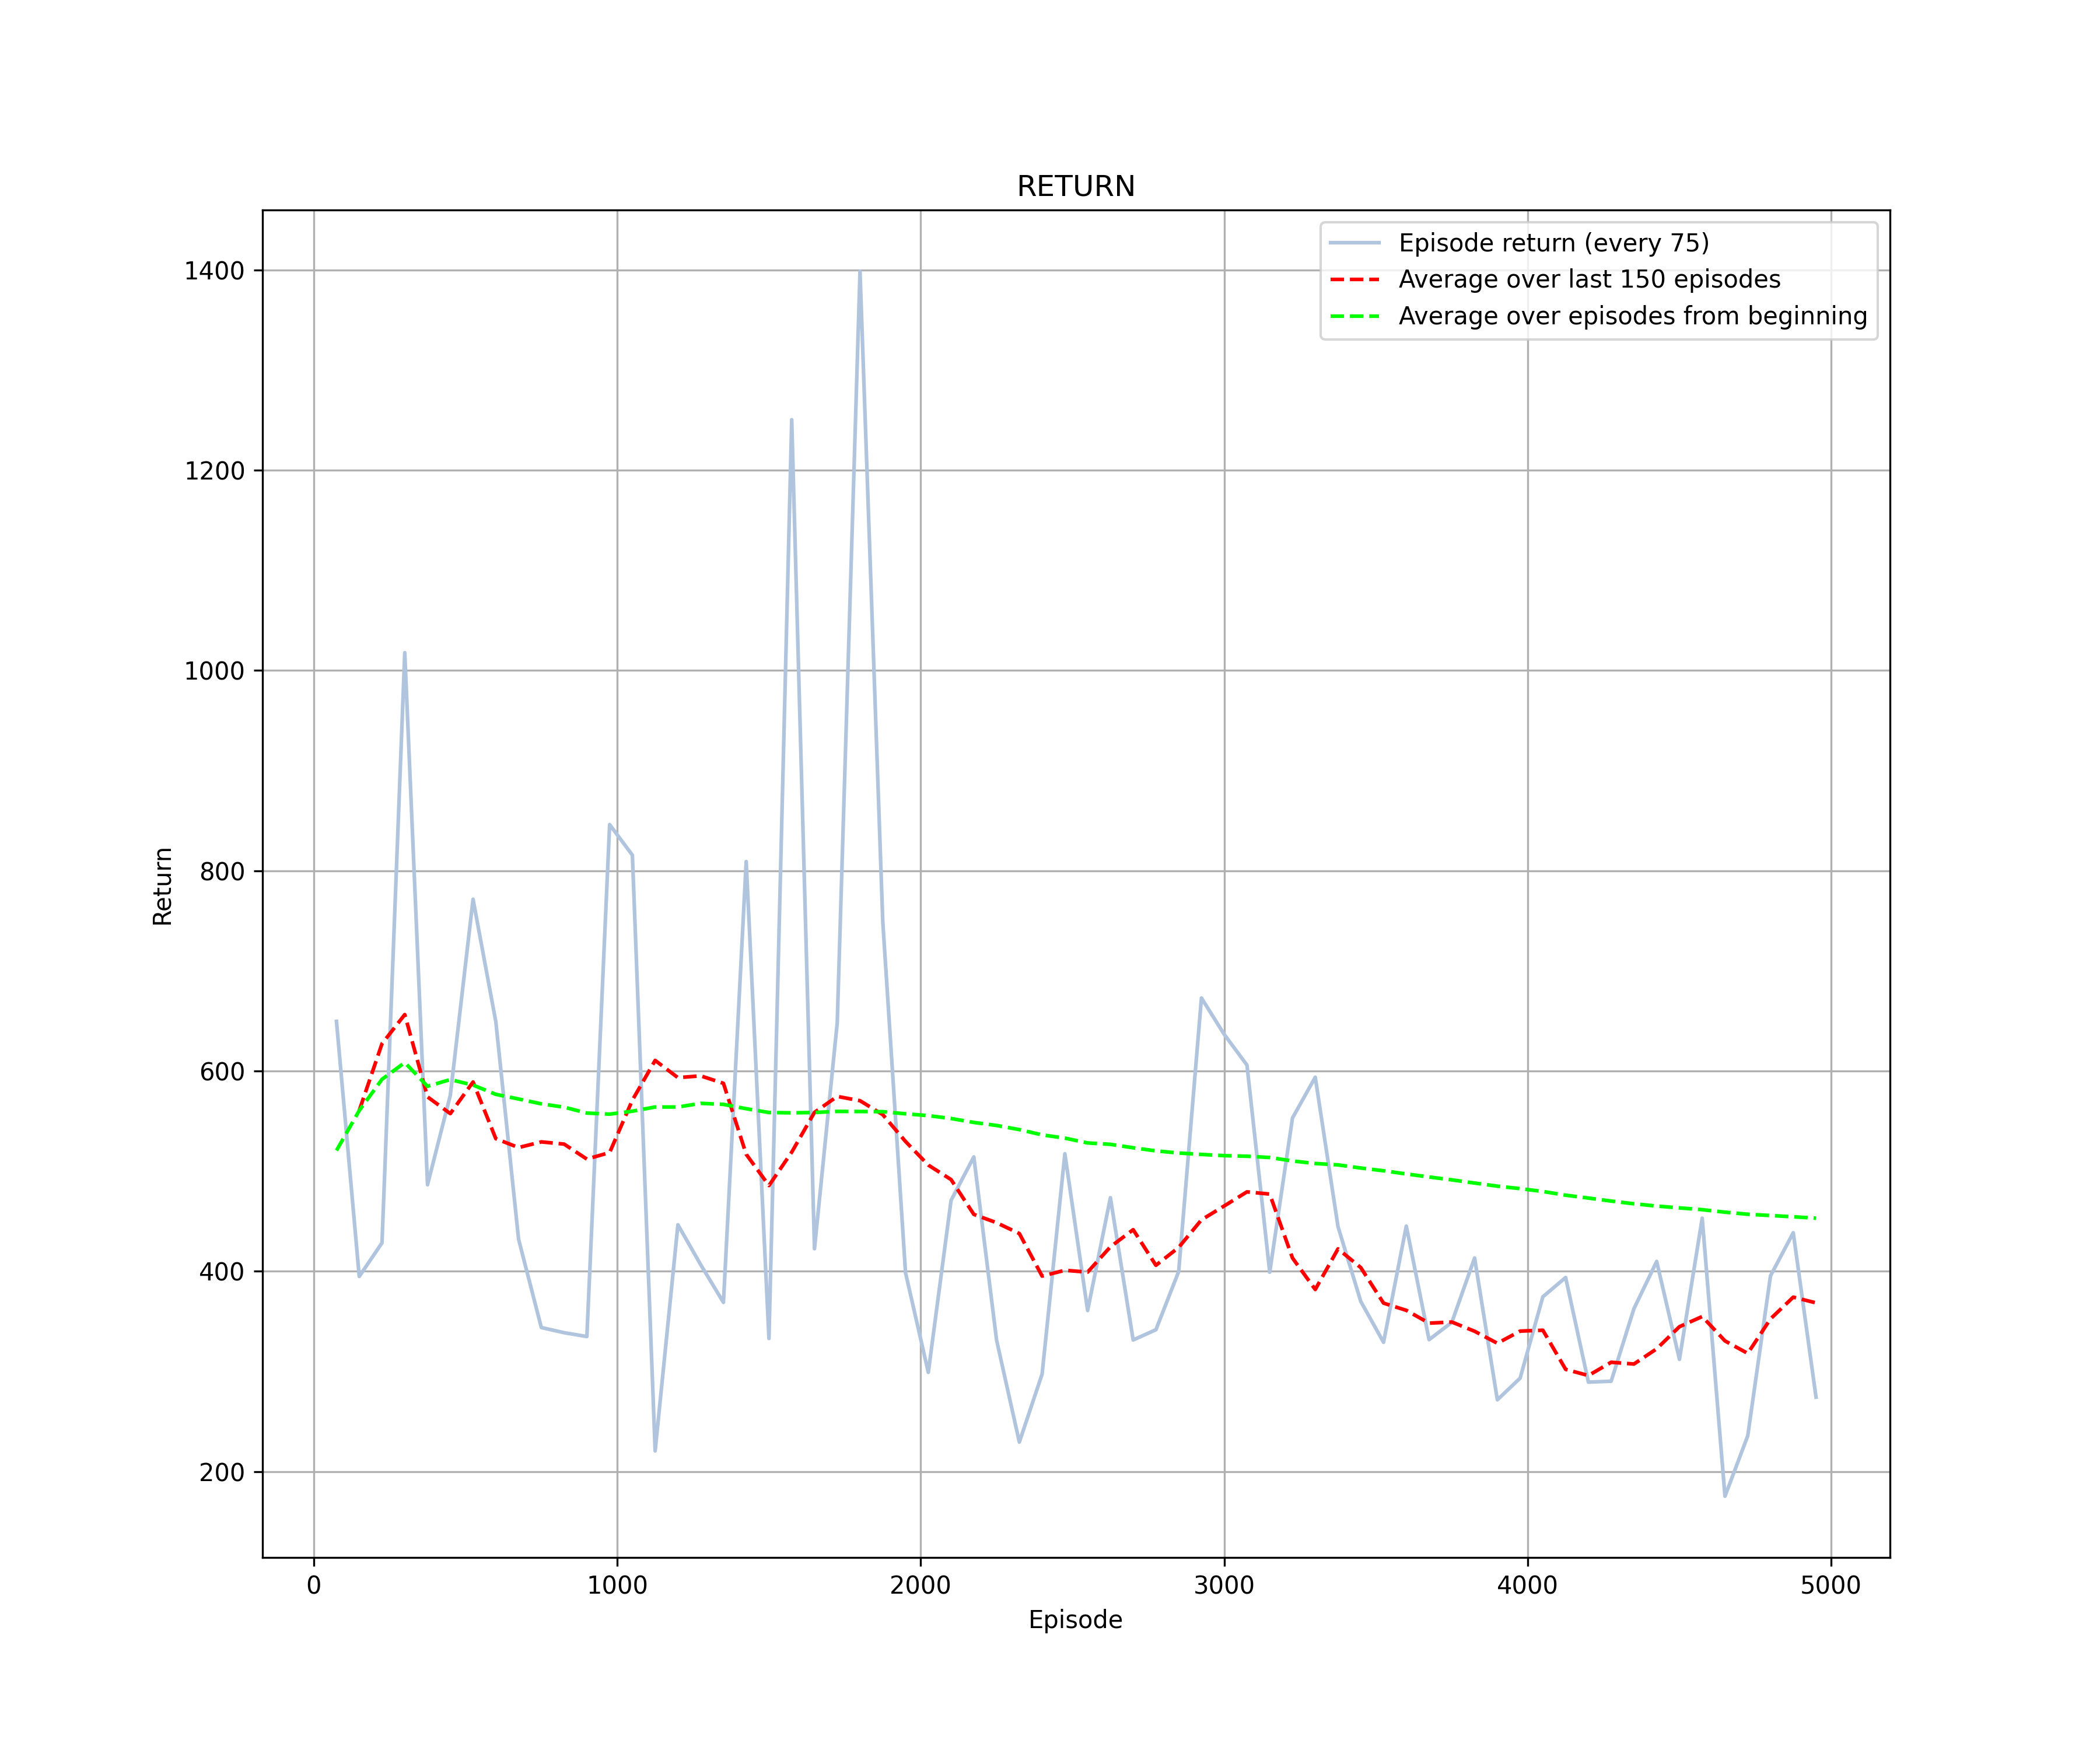 RETURN
Episode return (every 75)
Average over last 150 episodes
Average over episodes from beginning
1400
1200
1000
800
600
400
200
Return
0 1000 2000 3000 4000 5000
Episode